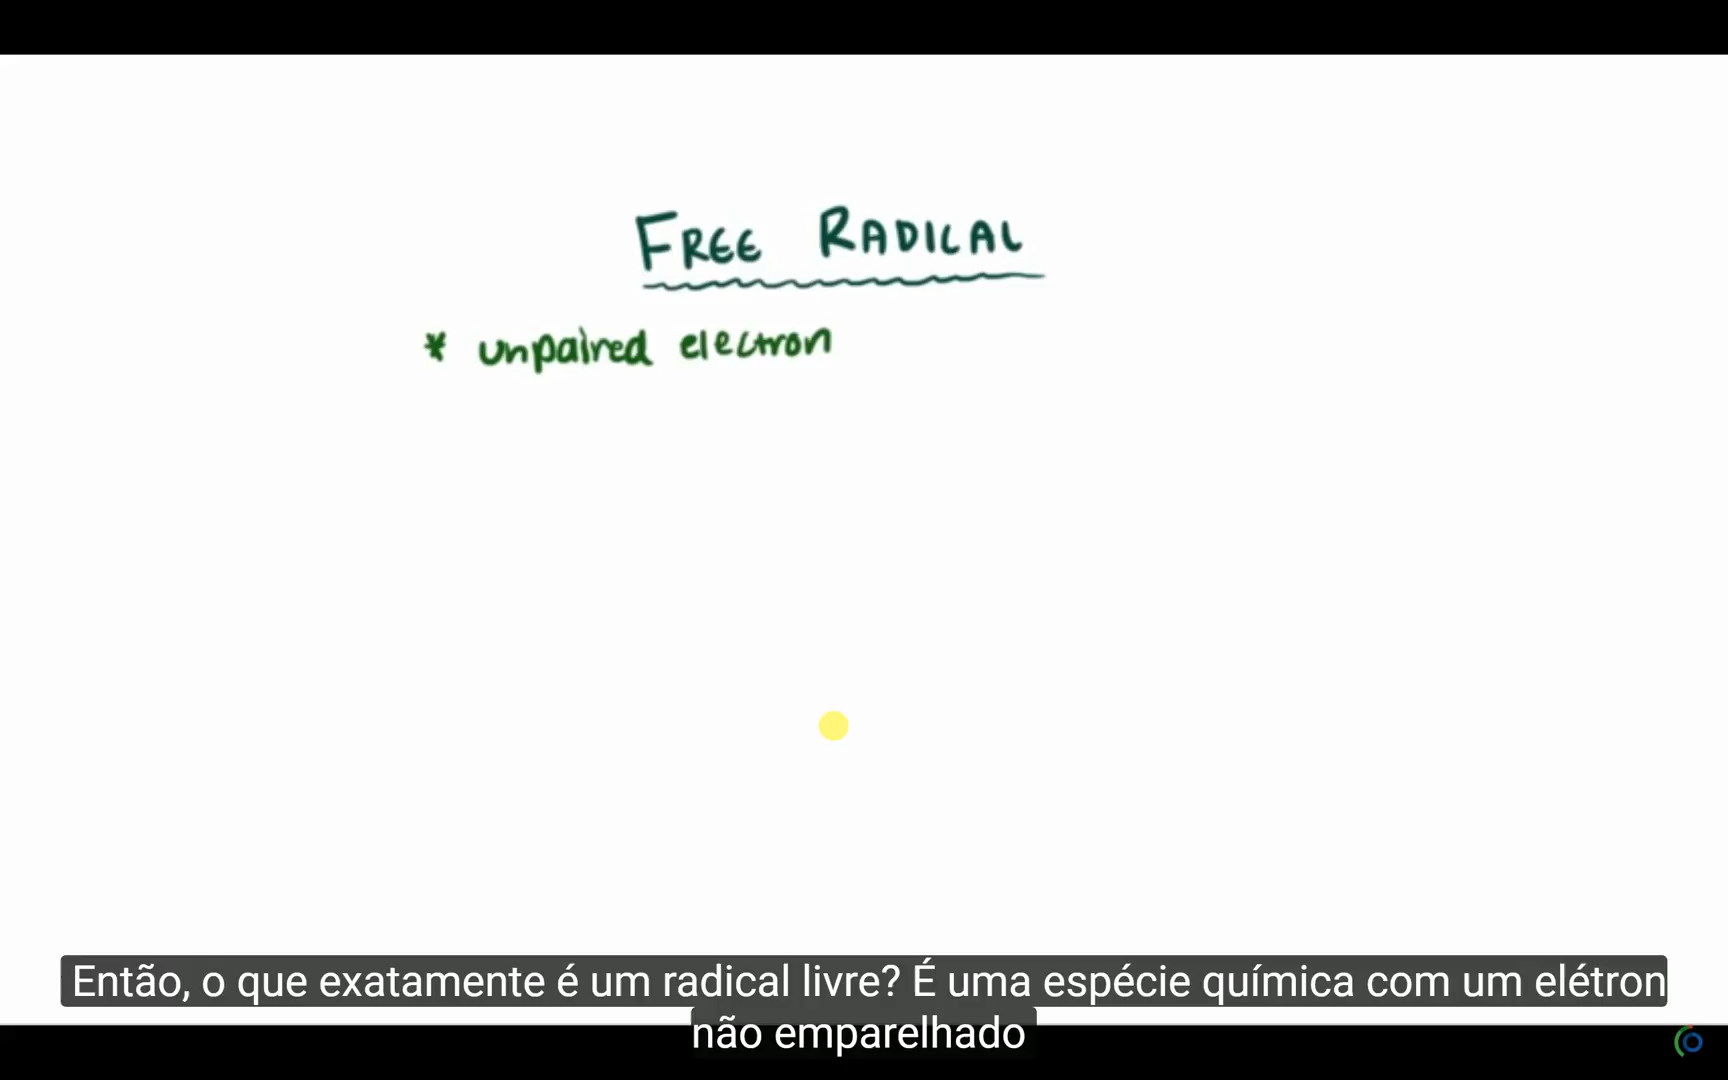 FREE RADICAL
* unpaired electron
Então, o que exatamente é um radical livre? É uma espécie química com um elétron
não emparelhado